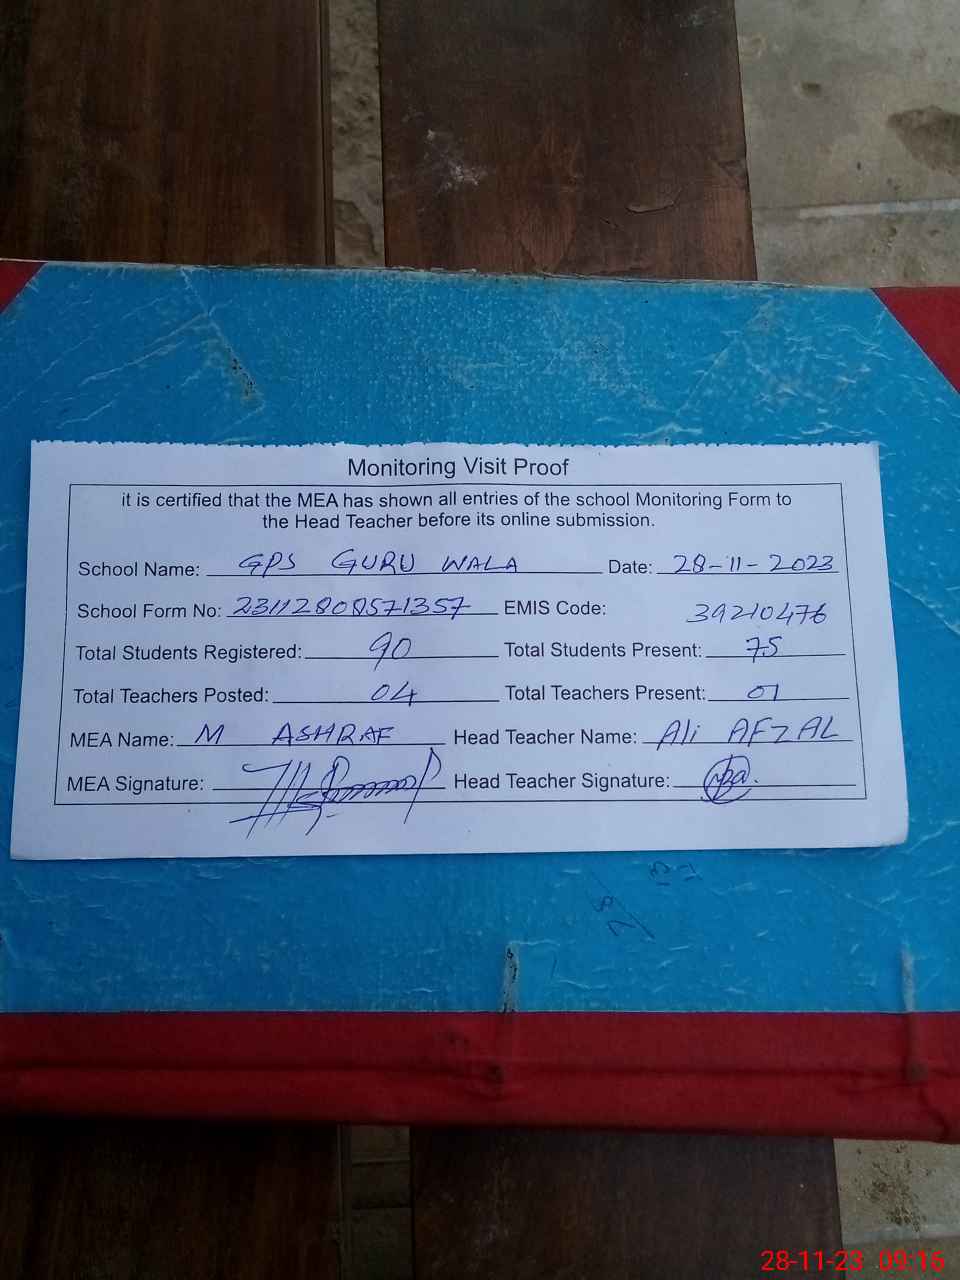 Monitoring Visit Proof
it is certified that the MEA has shown all entries of the school Monitoring Form to
the Head Teacher before its online submission.
School Name: GPS GURU WALA Date: 28-11-2023
School Form No: 23112808571357 EMIS Code: 39210476
Total Students Registered: 90 Total Students Present: 75
Total Teachers Posted: 04 Total Teachers Present: 01
MEA Name: M ASHRAF Head Teacher Name: Ali AFZAL
MEA Signature: Head Teacher Signature:
28-11-23 09:16